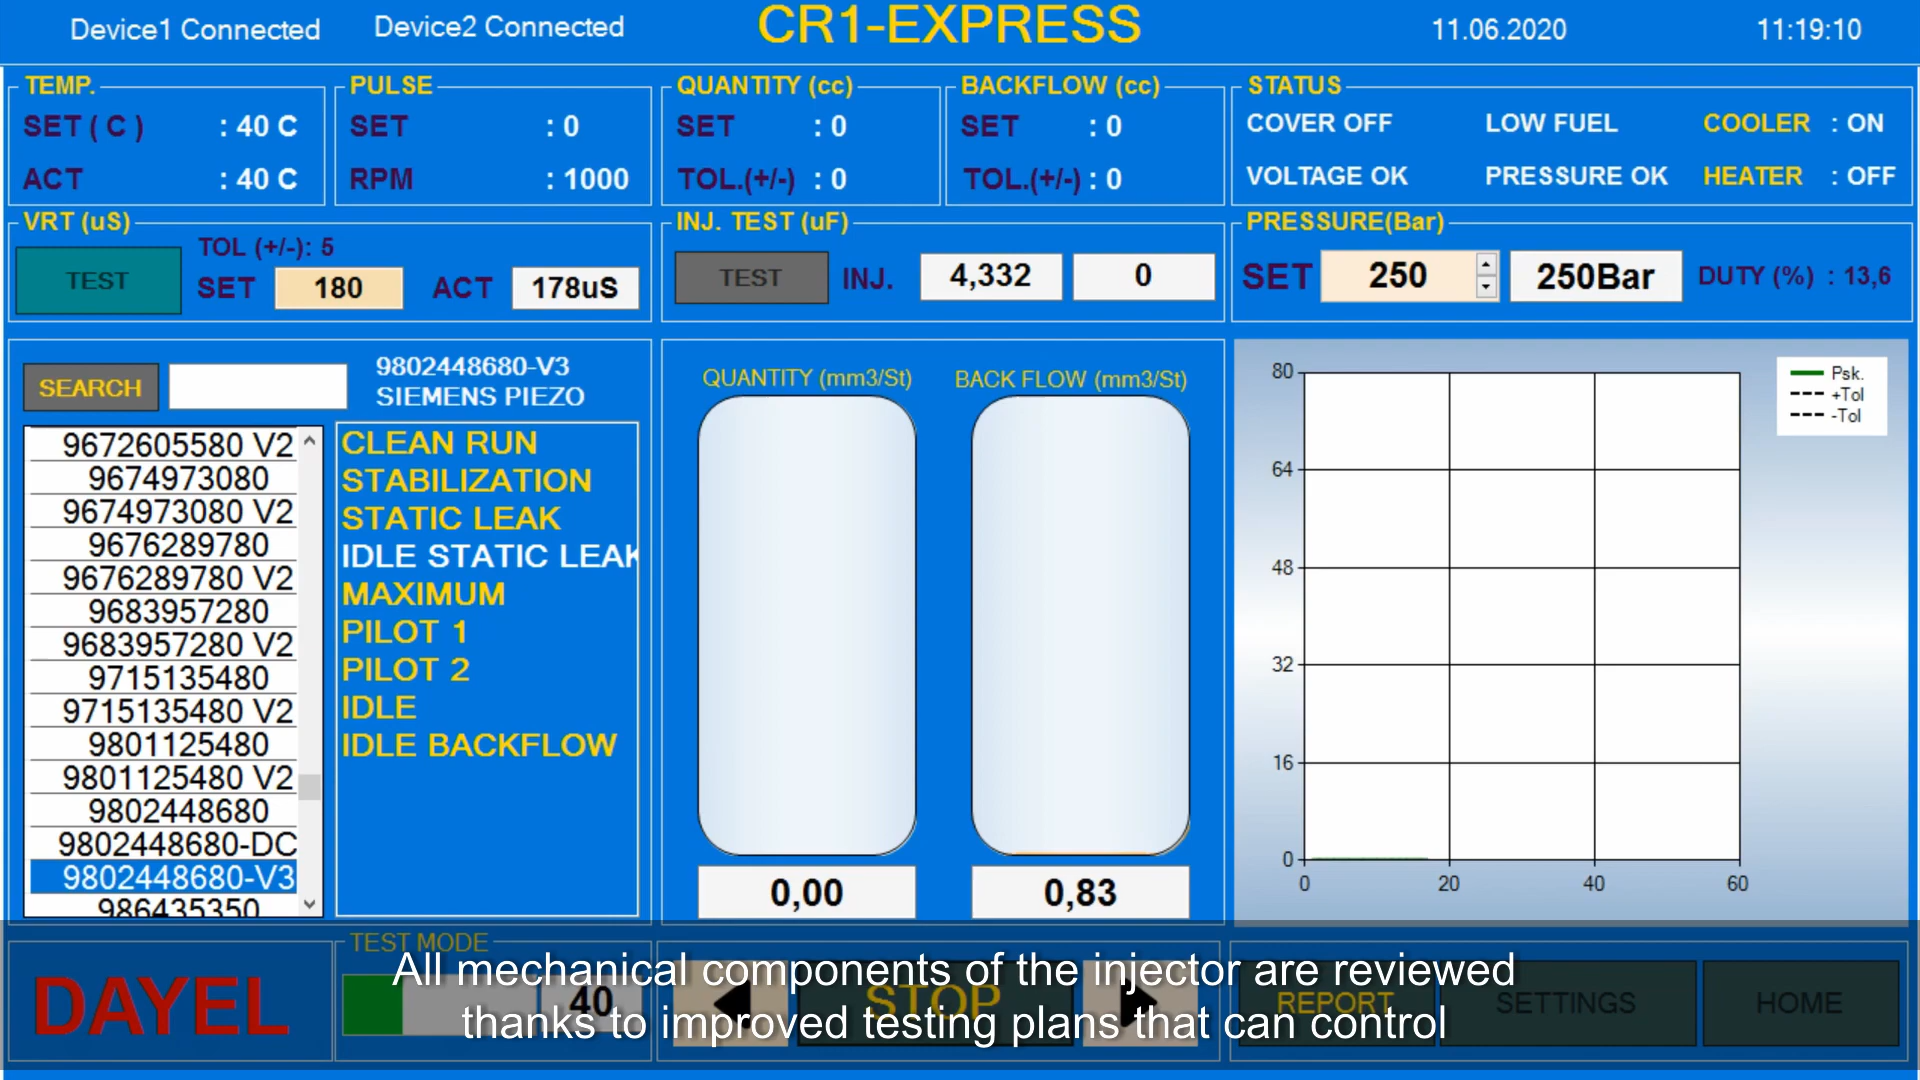 Device1 Connected
Device2 Connected
CR1-EXPRESS
11.06.2020
11:19:10
TEMP.
SET ( C ) : 40 C
ACT : 40 C
PULSE
SET : 0
RPM : 1000
QUANTITY (cc)
SET : 0
TOL.(+/-) : 0
BACKFLOW (cc)
SET : 0
TOL.(+/-) : 0
STATUS
COVER OFF LOW FUEL COOLER : ON
VOLTAGE OK PRESSURE OK HEATER : OFF
VRT (uS)
TEST
TOL (+/-): 5
SET 180 ACT 178uS
INJ. TEST (uF)
TEST INJ. 4,332 0
PRESSURE(Bar)
SET 250 250Bar DUTY (%) : 13,6
SEARCH
9802448680-V3
SIEMENS PIEZO
9672605580 V2
9674973080
9674973080 V2
9676289780
9676289780 V2
9683957280
9683957280 V2
9715135480
9715135480 V2
9801125480
9801125480 V2
9802448680
9802448680-DC
9802448680-V3
986435350
CLEAN RUN
STABILIZATION
STATIC LEAK
IDLE STATIC LEAK
MAXIMUM
PILOT 1
PILOT 2
IDLE
IDLE BACKFLOW
QUANTITY (mm3/St)
0,00
BACK FLOW (mm3/St)
0,83
80
64
48
32
16
0
0 20 40 60
Psk.
+Tol
-Tol
DAYEL
TEST MODE
40
STOP
REPORT
SETTINGS
HOME
All mechanical components of the injector are reviewed
thanks to improved testing plans that can control